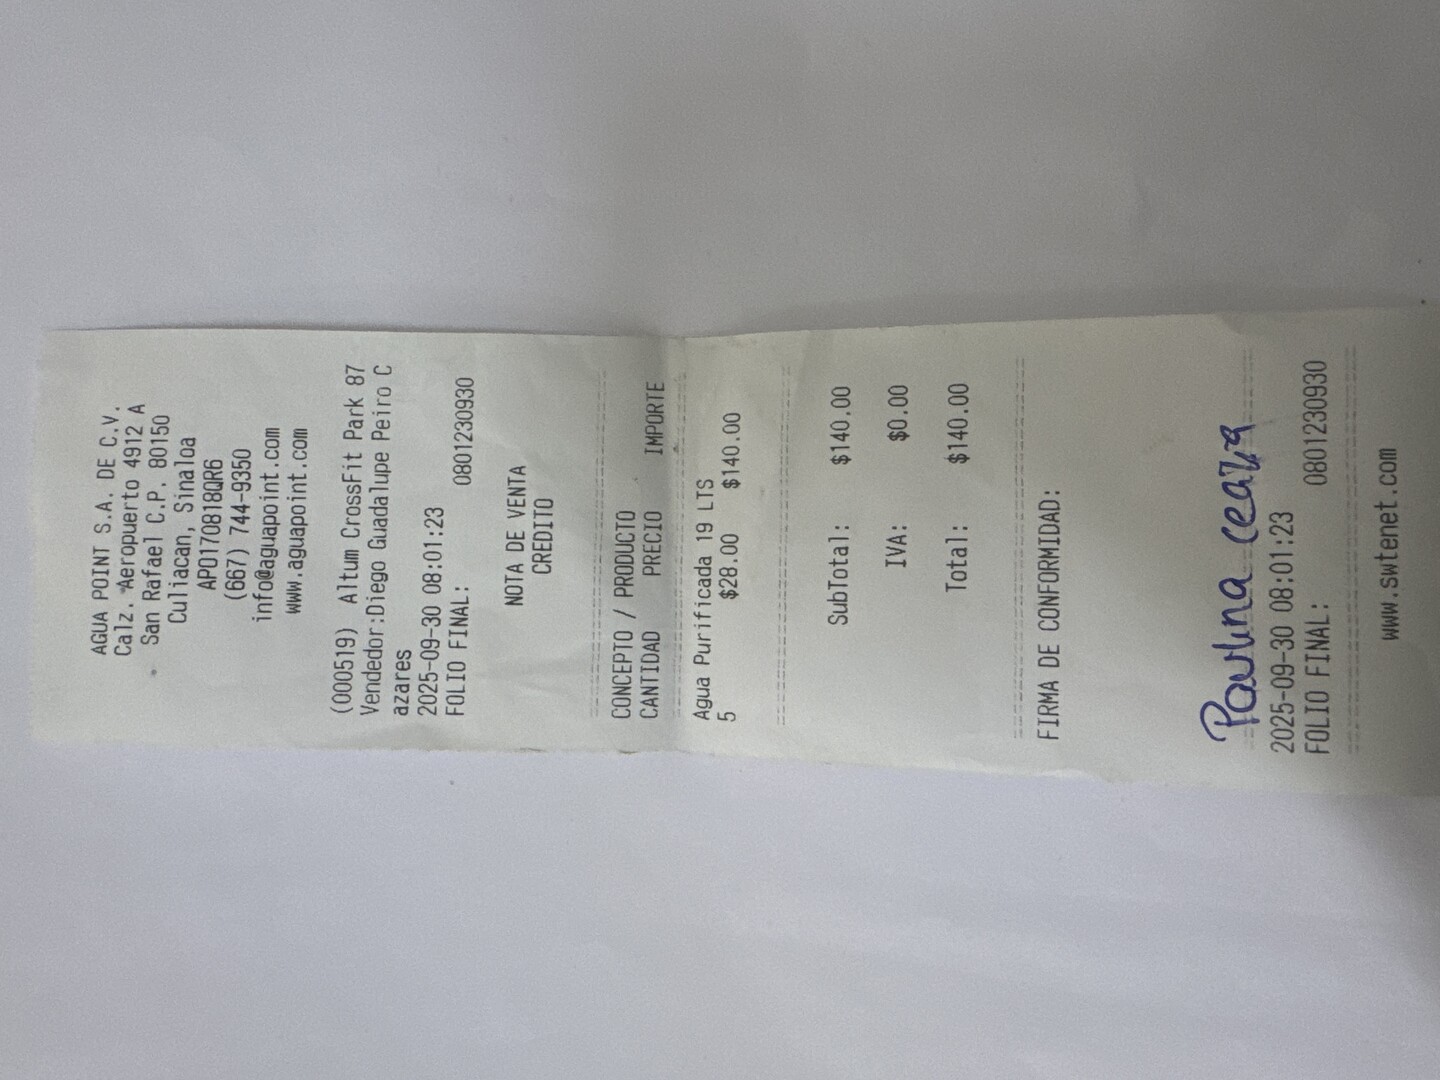 AGUA POINT S.A. DE C.V.
Calz. Aeropuerto 4912 A
San Rafael C.P. 80150
Culiacan, Sinaloa
APO170818QR6
(667) 744-9350
info@aguapoint.com
www.aguapoint.com
(000519) Altum CrossFit Park 87
Vendedor:Diego Guadalupe Peiro C
azares
2025-09-30 08:01:23
FOLIO FINAL: 0801230930
NOTA DE VENTA
CREDITO
CONCEPTO / PRODUCTO
CANTIDAD PRECIO IMPORTE
Agua Purificada 19 LTS
5 $28.00 $140.00
SubTotal: $140.00
IVA: $0.00
Total: $140.00
FIRMA DE CONFORMIDAD:
Paulina
2025-09-30 08:01:23
FOLIO FINAL: 0801230930
www.swtenet.com